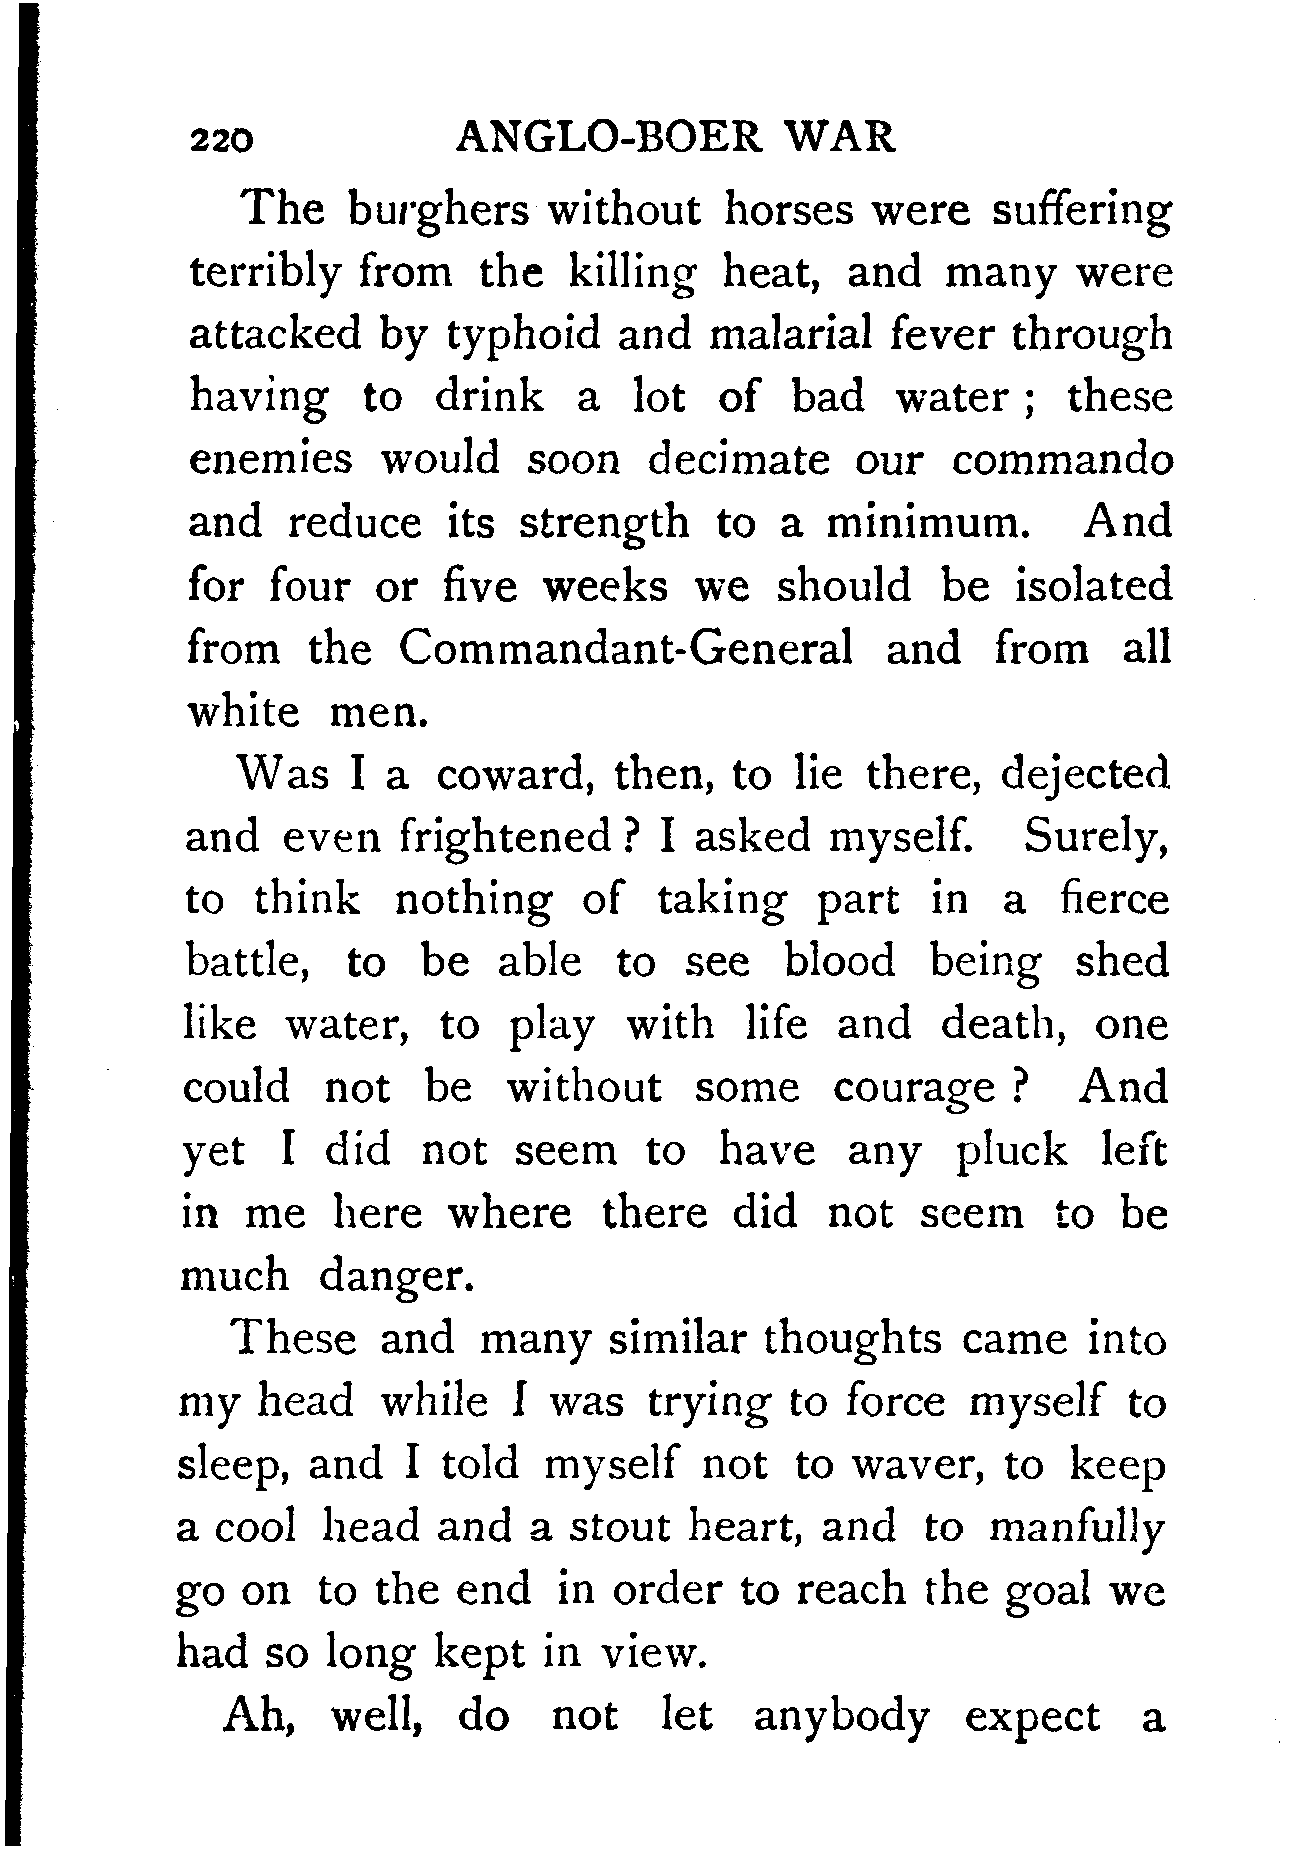 220 ANGLO-BOER WAR
The burghers without horses were suffering
terribly from the killing heat, and many were
attacked by typhoid and malarial fever through
having to drink a lot of bad water ; these
enemies would soon decimate our commando
and reduce its strength to a minimum. And
for four or five weeks we should be isolated
from the Commandant-General and from all
white men.
Was I a coward, then, to lie there, dejected
and even frightened ? I asked myself. Surely,
to think nothing of taking part in a fierce
battle, to be able to see blood being shed
like water, to play with life and death, one
could not be without some courage ? And
yet I did not seem to have any pluck left
in me here where there did not seem to be
much danger.
These and many similar thoughts came into
my head while I was trying to force myself to
sleep, and I told myself not to waver, to keep
a cool head and a stout heart, and to manfully
go on to the end in order to reach the goal we
had so long kept in view.
Ah, well, do not let anybody expect a